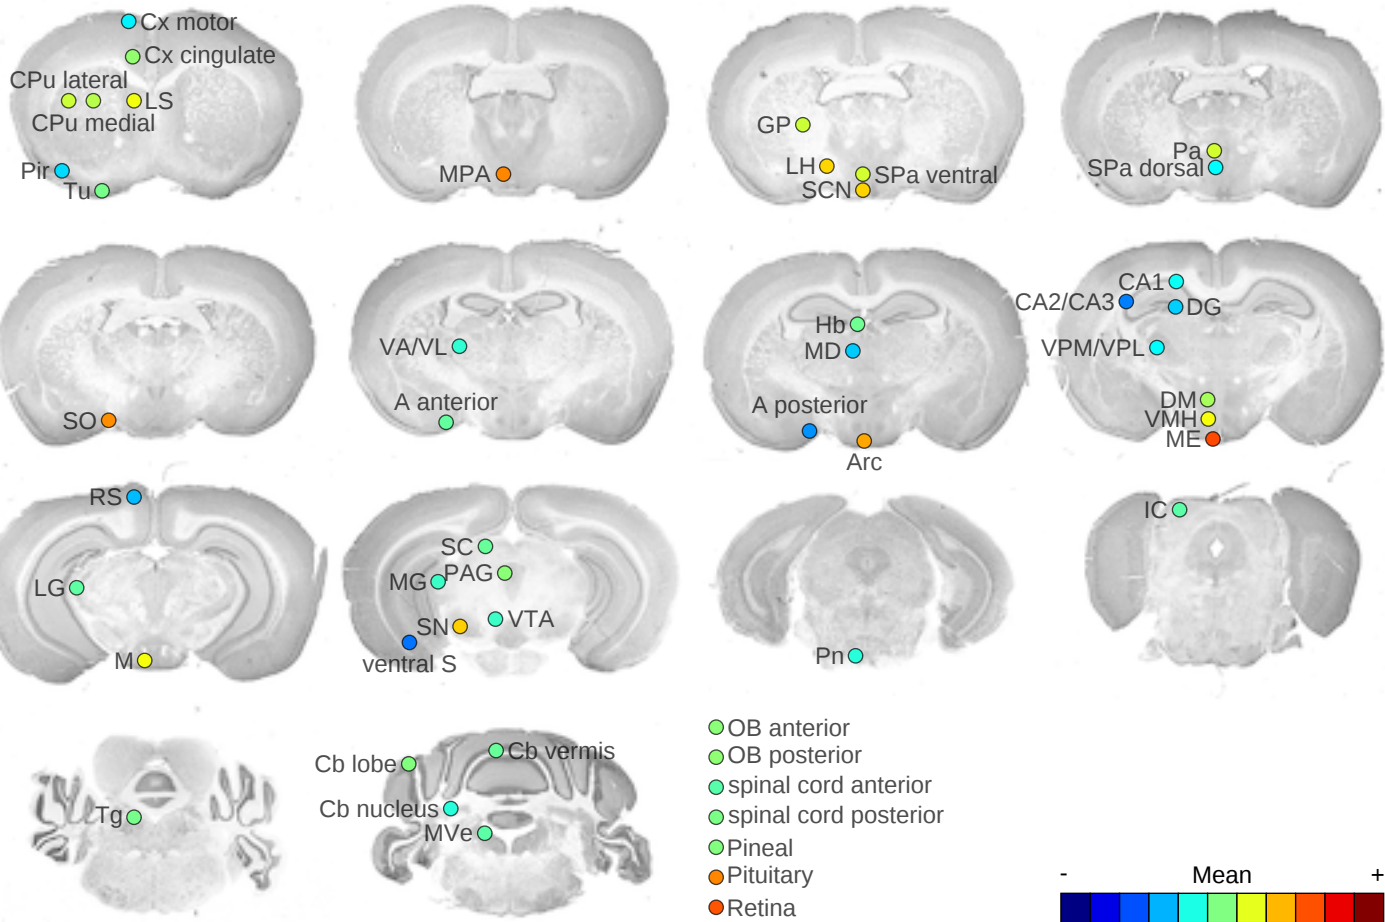 Cx motor
Cx cingulate
CPu lateral
LS
CPu medial
Pir
Tu
MPA
GP
LH
SPa ventral
SCN
Pa
SPa dorsal
SO
VA/VL
A anterior
Hb
MD
A posterior
Arc
CA1
CA2/CA3
DG
VPM/VPL
DM
VMH
ME
RS
LG
M
SC
PAG
MG
VTA
SN
ventral S
Pn
IC
Tg
Cb vermis
Cb lobe
Cb nucleus
MVe
OB anterior
OB posterior
spinal cord anterior
spinal cord posterior
Pineal
Pituitary
Retina
- Mean +